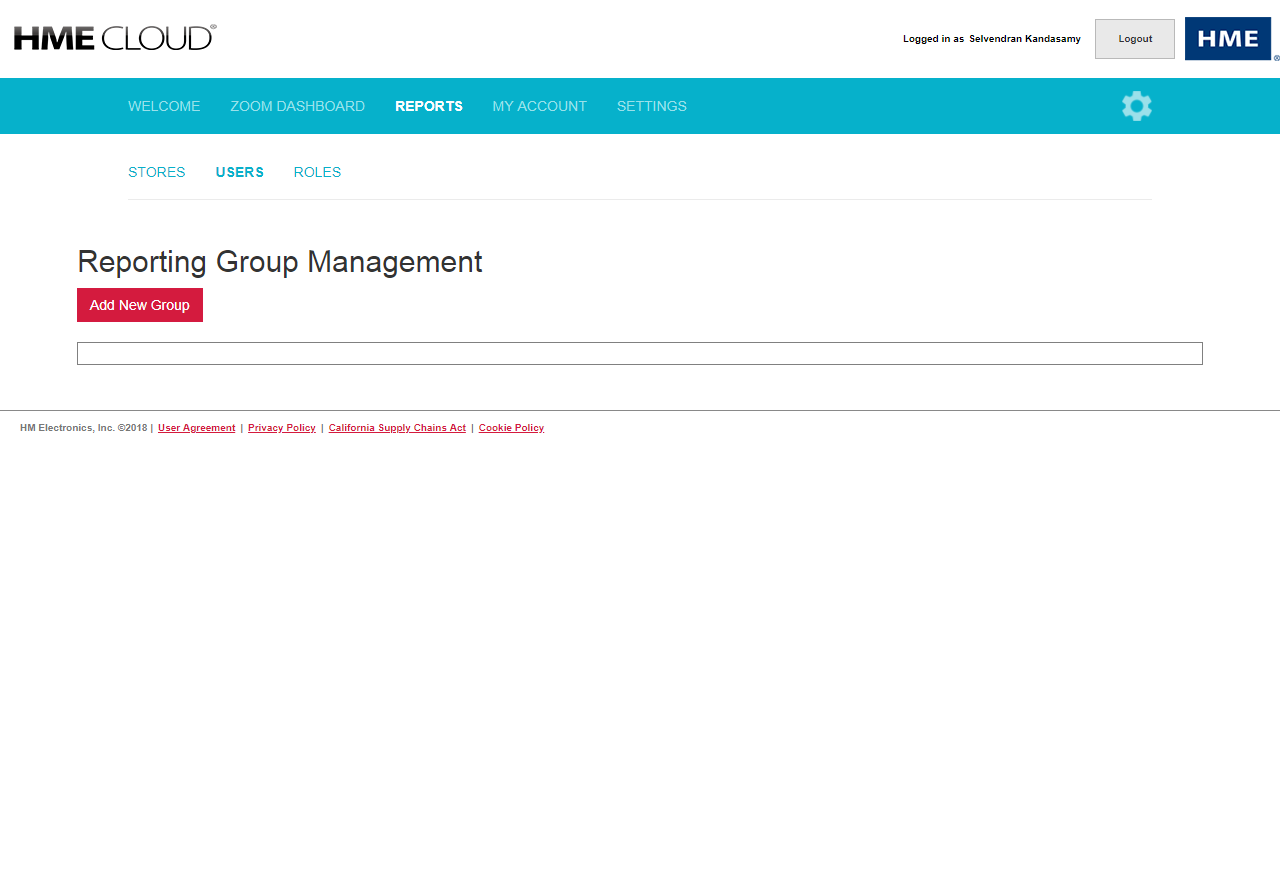 HME CLOUD®
Logged in as Selvendran Kandasamy
Logout
HME®
WELCOME ZOOM DASHBOARD REPORTS MY ACCOUNT SETTINGS
STORES USERS ROLES
Reporting Group Management
Add New Group
HM Electronics, Inc. ©2018 | User Agreement | Privacy Policy | California Supply Chains Act | Cookie Policy